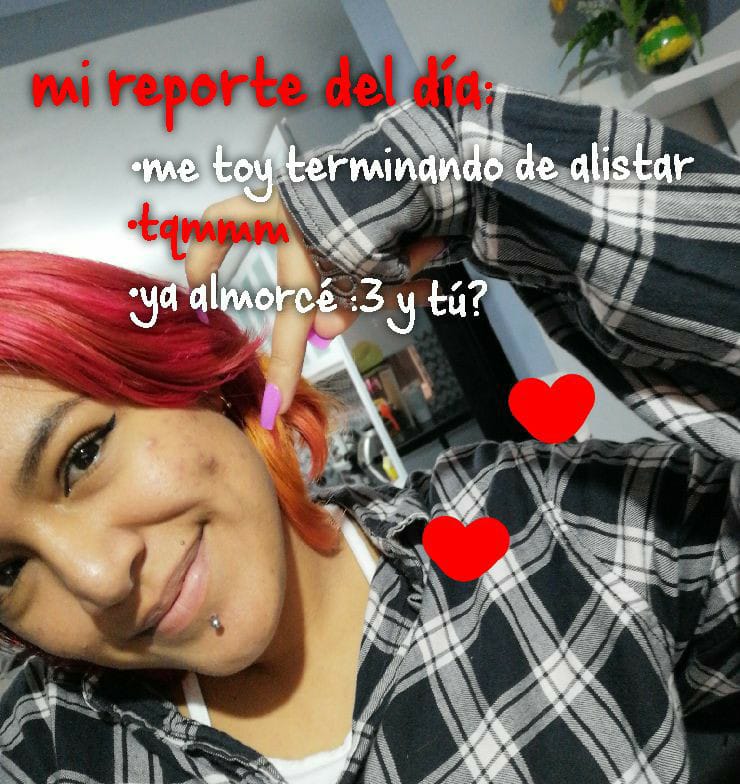 mi reporte del día:
•me toy terminando de alistar
•tqmmm
•ya almorcé :3 y tú?